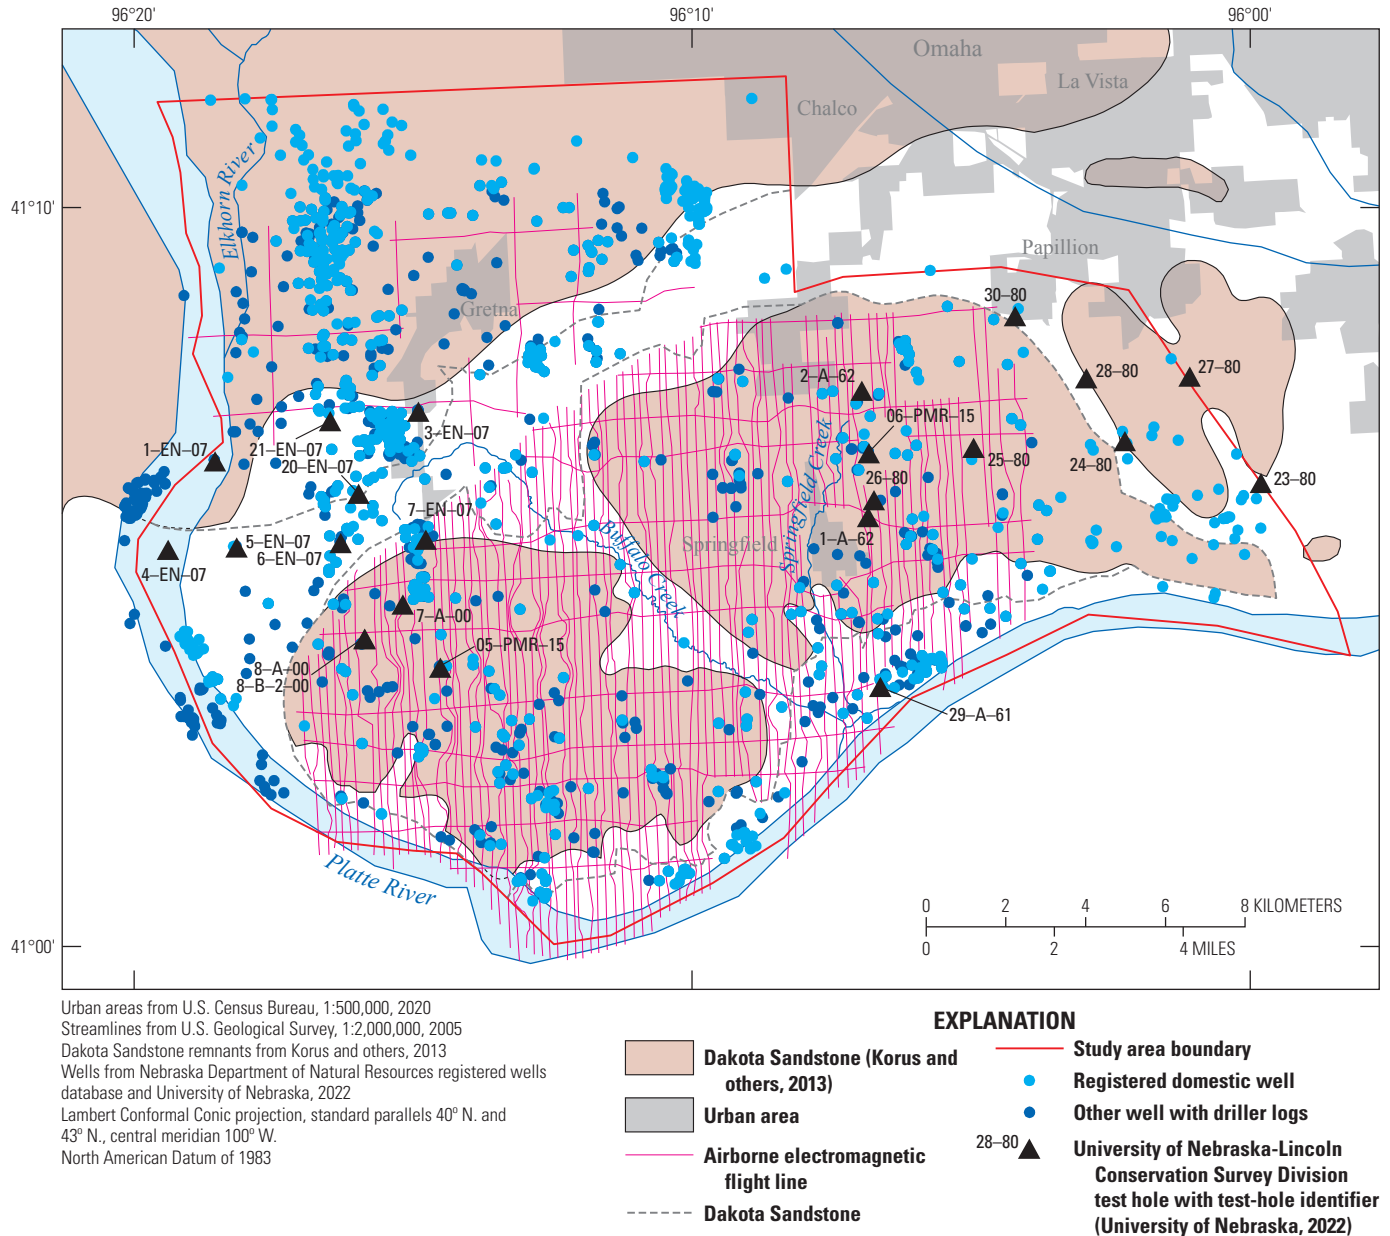 96°20'
96°10'
96°00'
Omaha
La Vista
Chalco
Elkhorn River
41°10'
Papillion
30–80
Gretna
28–80
27–80
2–A–62
06–PMR–15
3–EN–07
1–EN–07
21–EN–07
20–EN–07
25–80
24–80
23–80
26–80
Springfield Creek
7–EN–07
Buffalo Creek
5–EN–07
6–EN–07
4–EN–07
1–A–62
Springfield
7–A–00
05–PMR–15
8–A–00
8–B–2–00
29–A–61
Platte River
0 2 4 6 8 KILOMETERS
0 2 4 MILES
41°00'
Urban areas from U.S. Census Bureau, 1:500,000, 2020
Streamlines from U.S. Geological Survey, 1:2,000,000, 2005
Dakota Sandstone remnants from Korus and others, 2013
Wells from Nebraska Department of Natural Resources registered wells
database and University of Nebraska, 2022
Lambert Conformal Conic projection, standard parallels 40° N. and
43° N., central meridian 100° W.
North American Datum of 1983
EXPLANATION
Dakota Sandstone (Korus and
others, 2013)
Urban area
Airborne electromagnetic
flight line
Dakota Sandstone
Study area boundary
Registered domestic well
Other well with driller logs
28–80
University of Nebraska-Lincoln
Conservation Survey Division
test hole with test-hole identifier
(University of Nebraska, 2022)